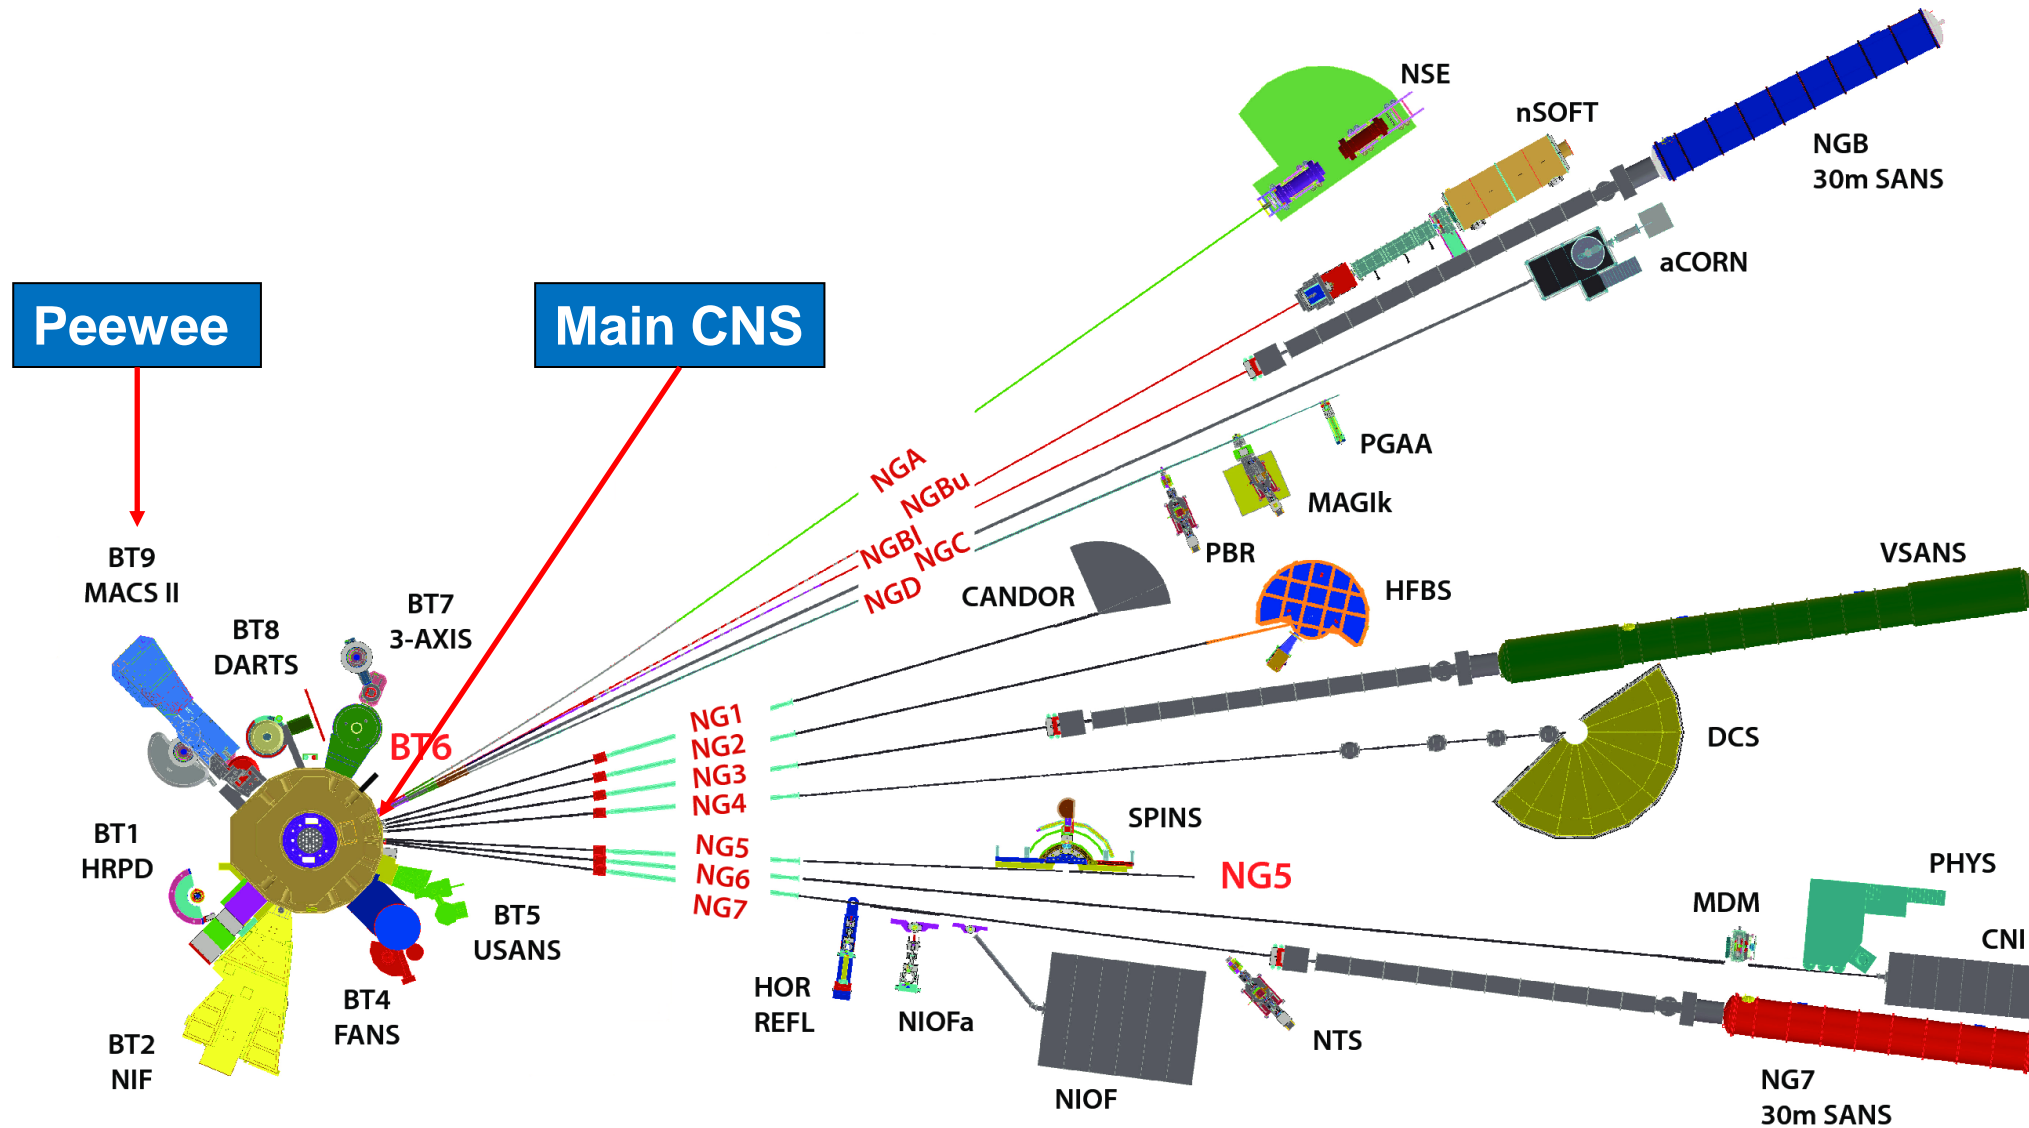 NSE
nSOFT
NGB
30m SANS
aCORN
Peewee
Main CNS
PGAA
MAGIk
PBR
NGA
NGBu
NGBl
NGC
NGD
VSANS
HFBS
CANDOR
BT9
MACS II
BT8
DARTS
BT7
3-AXIS
BT6
NG1
NG2
NG3
NG4
DCS
SPINS
BT1
HRPD
NG5
NG6
NG7
NG5
PHYS
MDM
CNI
BT5
USANS
BT4
FANS
HOR
REFL
NIOFa
NTS
BT2
NIF
NIOF
NG7
30m SANS